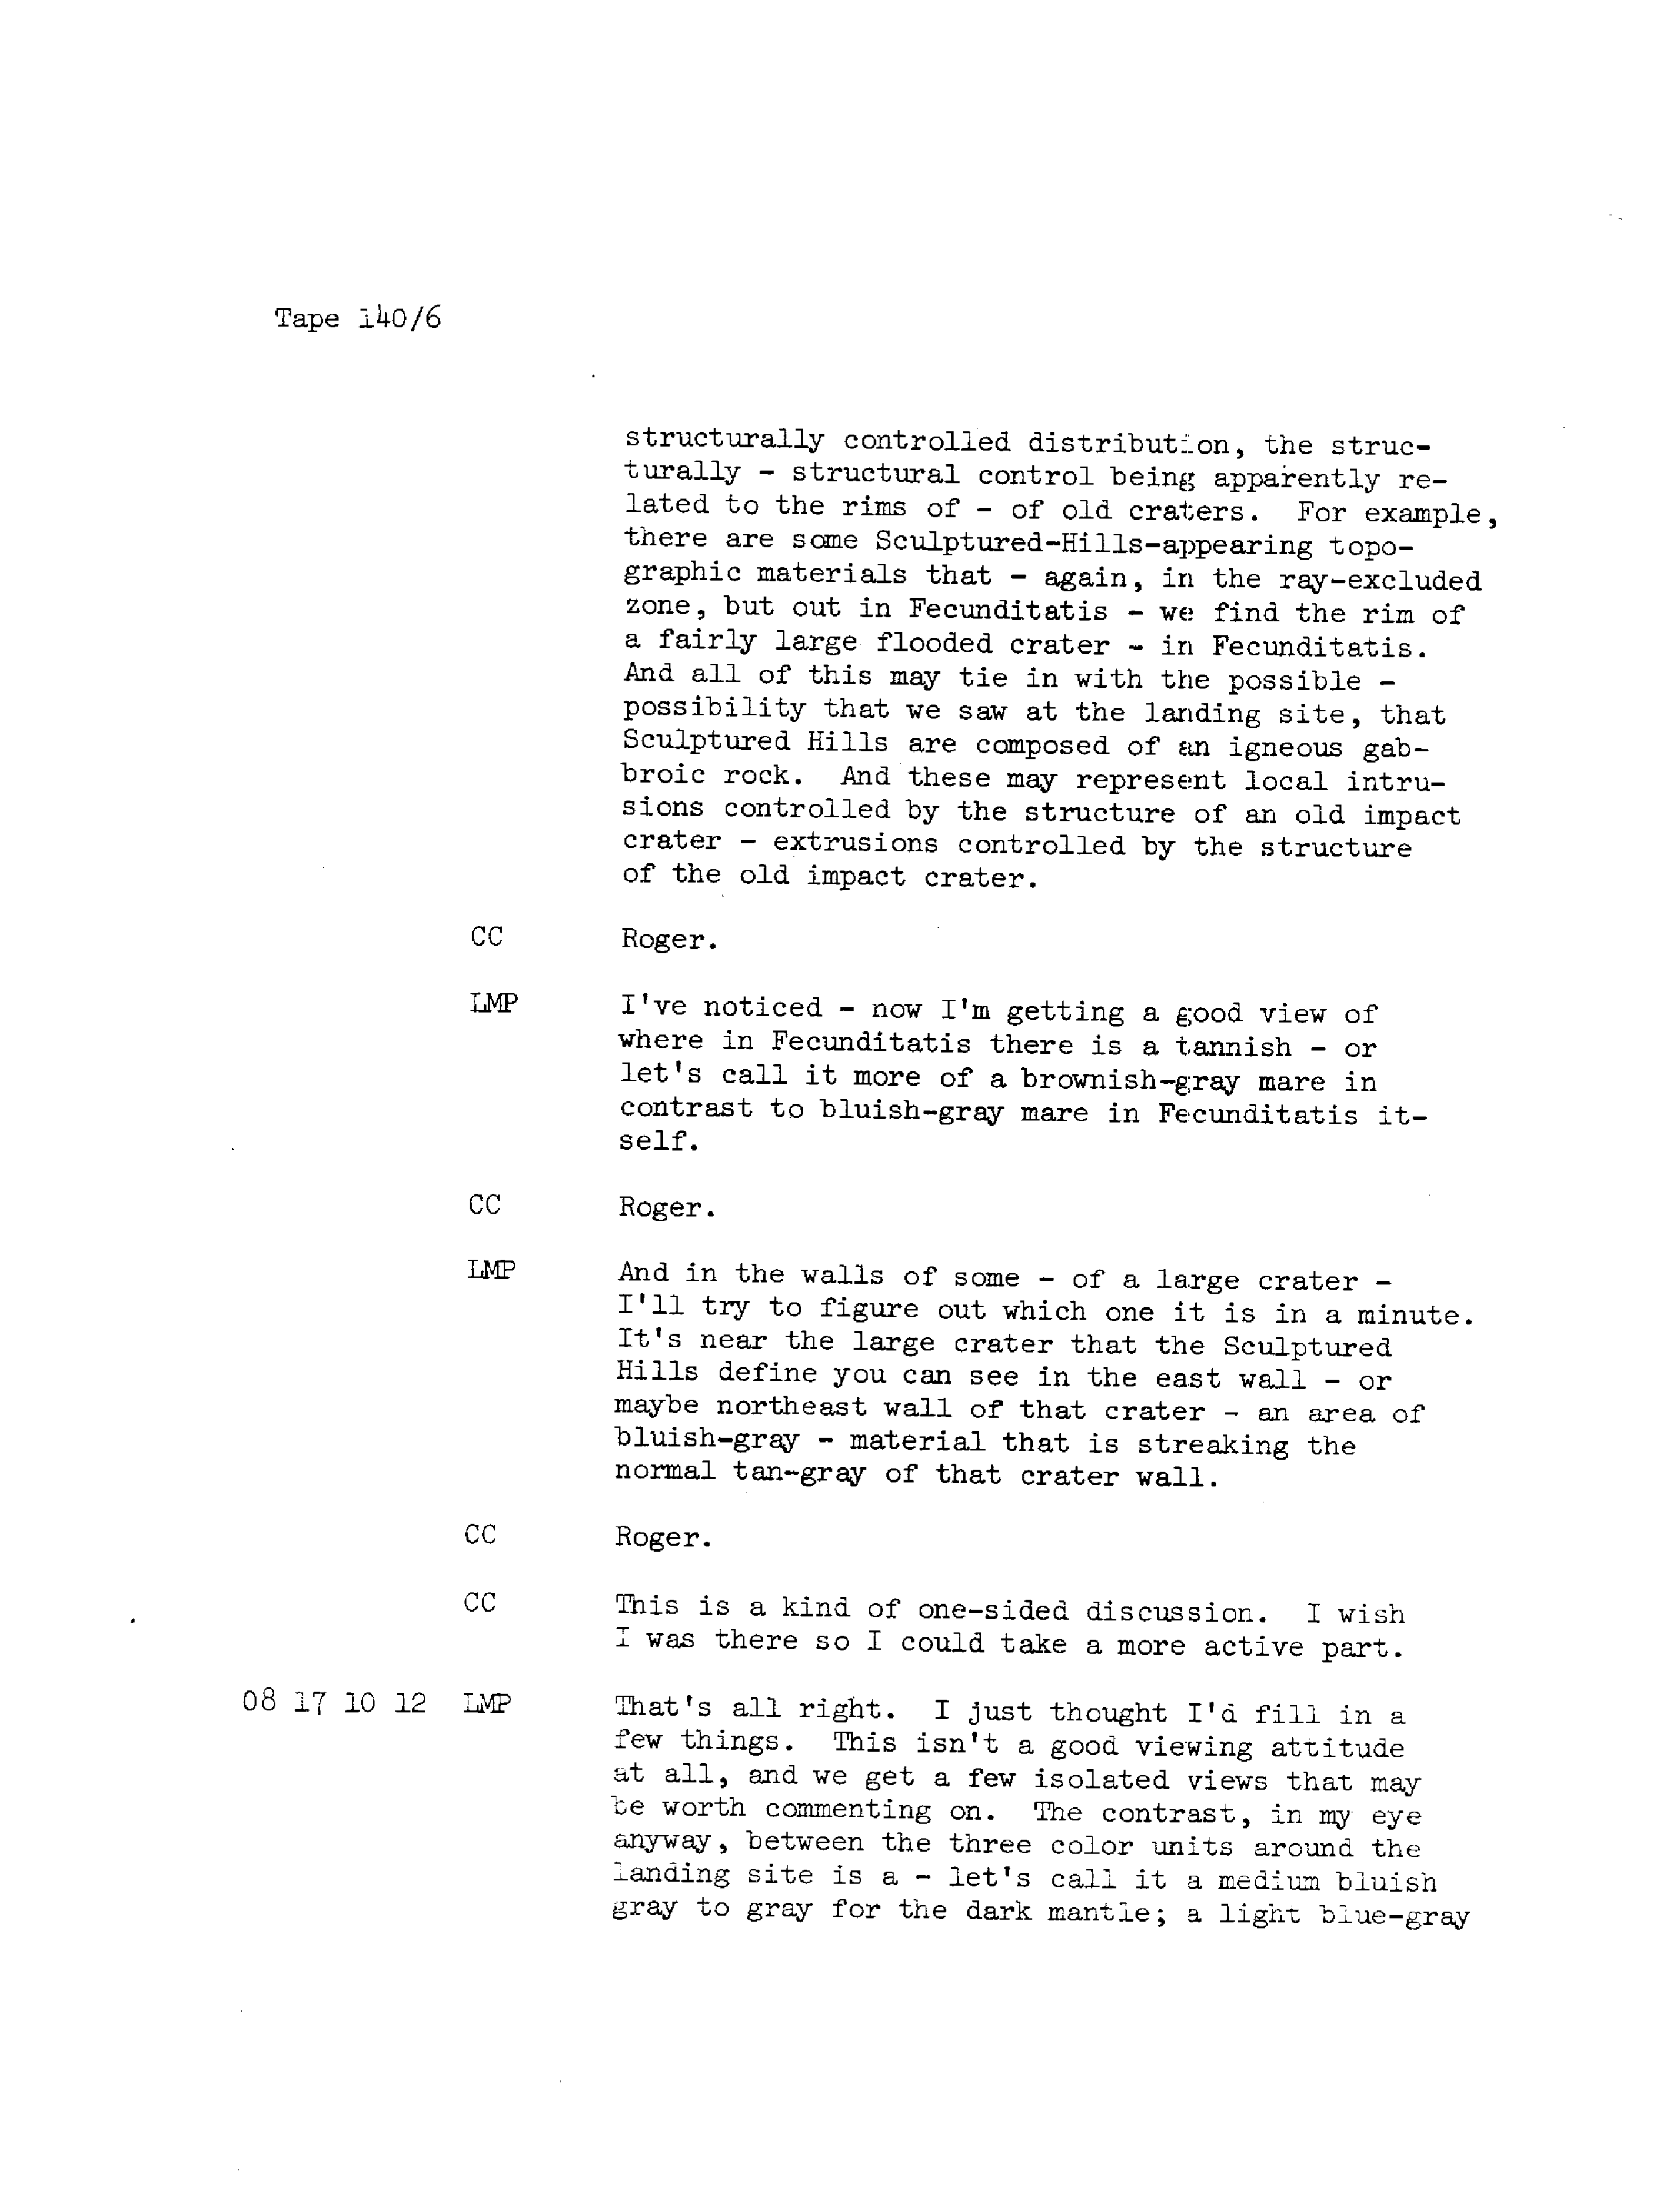 Tape 140/6
structurally controlled distribution, the struc-
turally - structural control being apparently re-
lated to the rims of - of old craters. For example,
there are some Sculptured-Hills-appearing topo-
graphic materials that - again, in the ray-excluded
zone, but out in Fecunditatis - we find the rim of
a fairly large flooded crater - in Fecunditatis.
And all of this may tie in with the possible -
possibility that we saw at the landing site, that
Sculptured Hills are composed of an igneous gab-
broic rock. And these may represent local intru-
sions controlled by the structure of an old impact
crater - extrusions controlled by the structure
of the old impact crater.
CC Roger.
LMP I've noticed - now I'm getting a good view of
where in Fecunditatis there is a tannish - or
let's call it more of a brownish-gray mare in
contrast to bluish-gray mare in Fecunditatis it-
self.
CC Roger.
LMP And in the walls of some - of a large crater -
I'll try to figure out which one it is in a minute.
It's near the large crater that the Sculptured
Hills define you can see in the east wall - or
maybe northeast wall of that crater - an area of
bluish-gray - material that is streaking the
normal tan-gray of that crater wall.
CC Roger.
CC This is a kind of one-sided discussion. I wish
I was there so I could take a more active part.
08 17 10 12 LMP That's all right. I just thought I'd fill in a
few things. This isn't a good viewing attitude
at all, and we get a few isolated views that may
be worth commenting on. The contrast, in my eye
anyway, between the three color units around the
landing site is a - let's call it a medium bluish
gray to gray for the dark mantle; a light blue-gray